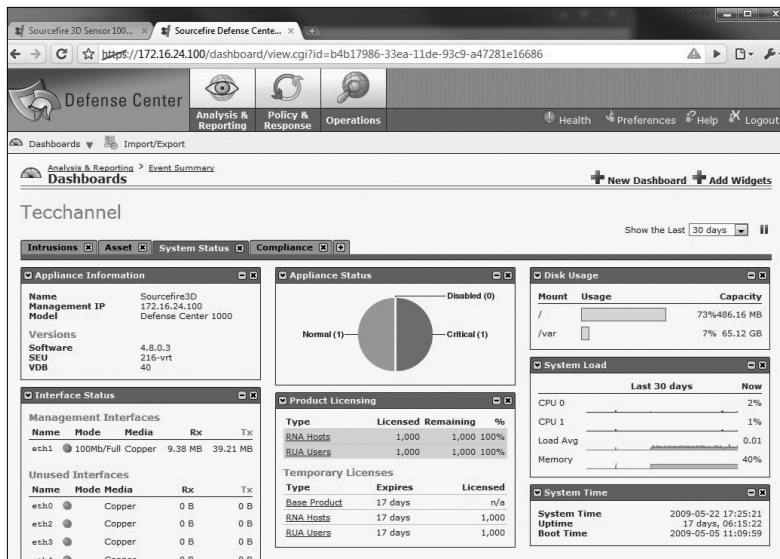 Sourcefire 3D Sensor 100...
Sourcefire Defense Cente...
https://172.16.24.100/dashboard/view.cgi?id=b4b17986-33ea-11de-93c9-a47281e16686
Defense Center
Analysis & Reporting
Policy & Response
Operations
Health Preferences Help Logout
Dashboards Import/Export
Analysis & Reporting > Event Summary
Dashboards
New Dashboard Add Widgets
Tecchannel
Show the Last 30 days
Intrusions Asset System Status Compliance
Appliance Information
Name Sourcefire3D
Management IP 172.16.24.100
Model Defense Center 1000
Versions
Software 4.8.0.3
SEU 216-vrt
VDB 40
Interface Status
Management Interfaces
Name Mode Media Rx Tx
eth1 100Mb/Full Copper 9.38 MB 39.21 MB
Unused Interfaces
Name Mode Media Rx Tx
eth0 Copper 0 B 0 B
eth2 Copper 0 B 0 B
eth3 Copper 0 B 0 B
Appliance Status
Disabled (0)
Normal (1)
Critical (1)
Product Licensing
Type Licensed Remaining %
RNA Hosts 1,000 1,000 100%
RUA Users 1,000 1,000 100%
Temporary Licenses
Type Expires Licensed
Base Product 17 days n/a
RNA Hosts 17 days 1,000
RUA Users 17 days 1,000
Disk Usage
Mount Usage Capacity
/ 73%486.16 MB
/var 7% 65.12 GB
System Load
Last 30 days Now
CPU 0 2%
CPU 1 1%
Load Avg 0.01
Memory 40%
System Time
System Time 2009-05-22 17:25:21
Uptime 17 days, 06:15:22
Boot Time 2009-05-05 11:09:59